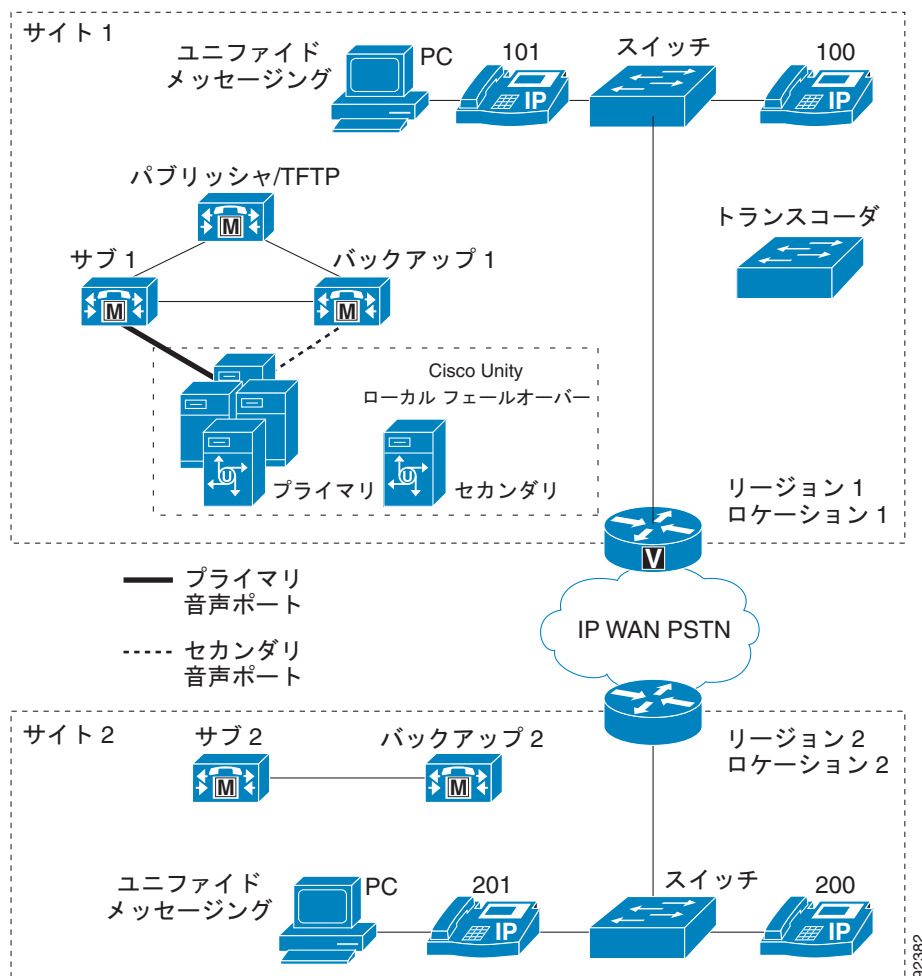 サイト 1
ユニファイド
メッセージング
PC
101
スイッチ
100
IP
IP
パブリッシャ/TFTP
M
サブ 1
バックアップ 1
M
M
トランスコーダ
Cisco Unity
ローカル フェールオーバー
U
プライマリ
U
セカンダリ
リージョン 1
ロケーション 1
V
プライマリ
音声ポート
IP WAN PSTN
セカンダリ
音声ポート
サイト 2
サブ 2
バックアップ 2
M
M
リージョン 2
ロケーション 2
ユニファイド
メッセージング
PC
201
スイッチ
200
IP
IP